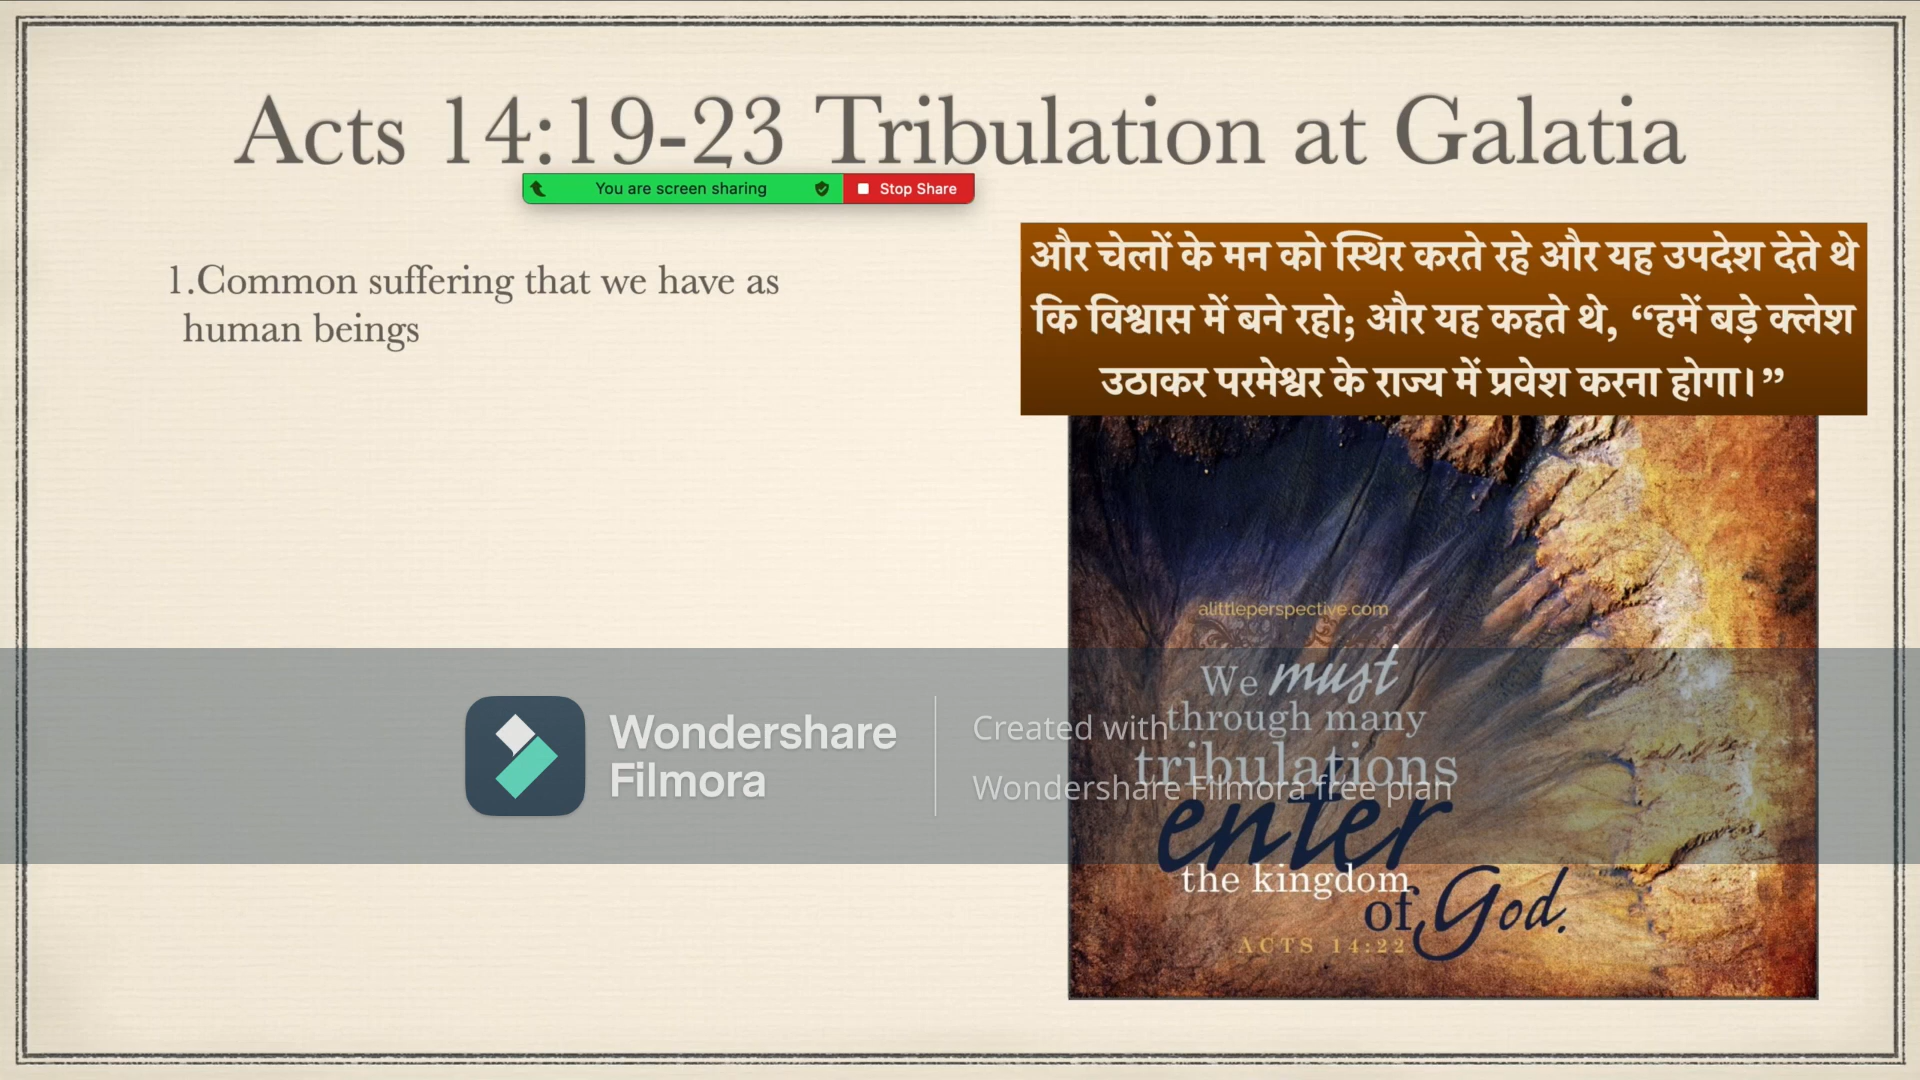 Acts 14:19-23 Tribulation at Galatia
You are screen sharing
Stop Share
1.Common suffering that we have as
human beings
और चेलों के मन को स्थिर करते रहे और यह उपदेश देते थे
कि विश्वास में बने रहो; और यह कहते थे, “हमें बड़े क्लेश
उठाकर परमेश्वर के राज्य में प्रवेश करना होगा।”
alittleperspective.com
We must
through many
tribulations
enter
the kingdom
of God.
ACTS 14:22
Wondershare
Filmora
Created with
Wondershare Filmora free plan